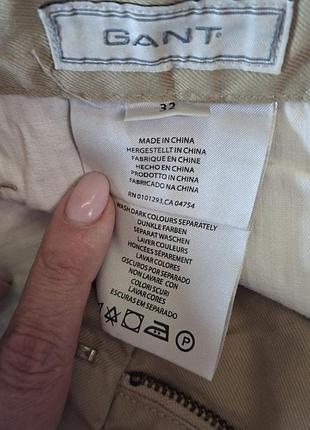 GANT
32
MADE IN CHINA
HERGESTELLT IN CHINA
FABRIQUE EN CHINE
HECHO EN CHINA
PRODOTTO IN CHINA
FABRICADO NA CHINA
RN 0101293,CA 04754
WASH DARK COLOURS SEPARATELY
DUNKLE FARBEN
SEPARAT WASCHEN
LAVER COULEURS
FONCÉES SÉPAREMENT
LAVAR COLORES
OSCUROS POR SEPARADO
NON LAVARE CON
COLORI SCURI
LAVAR CORES
ESCURAS EM SEPARADO
P